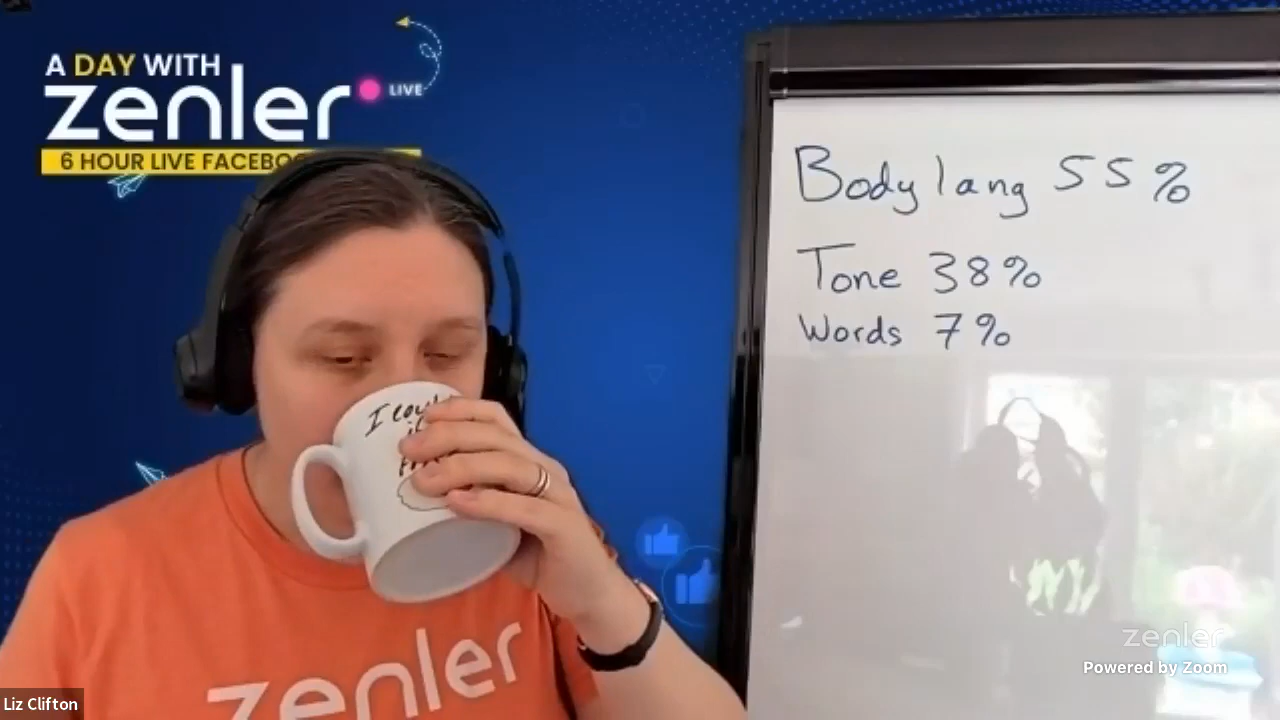 A DAY WITH
zenler LIVE
6 HOUR LIVE
Body lang 55%
Tone 38%
Words 7%
I
zenler
zenler
Powered by Zoom
Liz Clifton